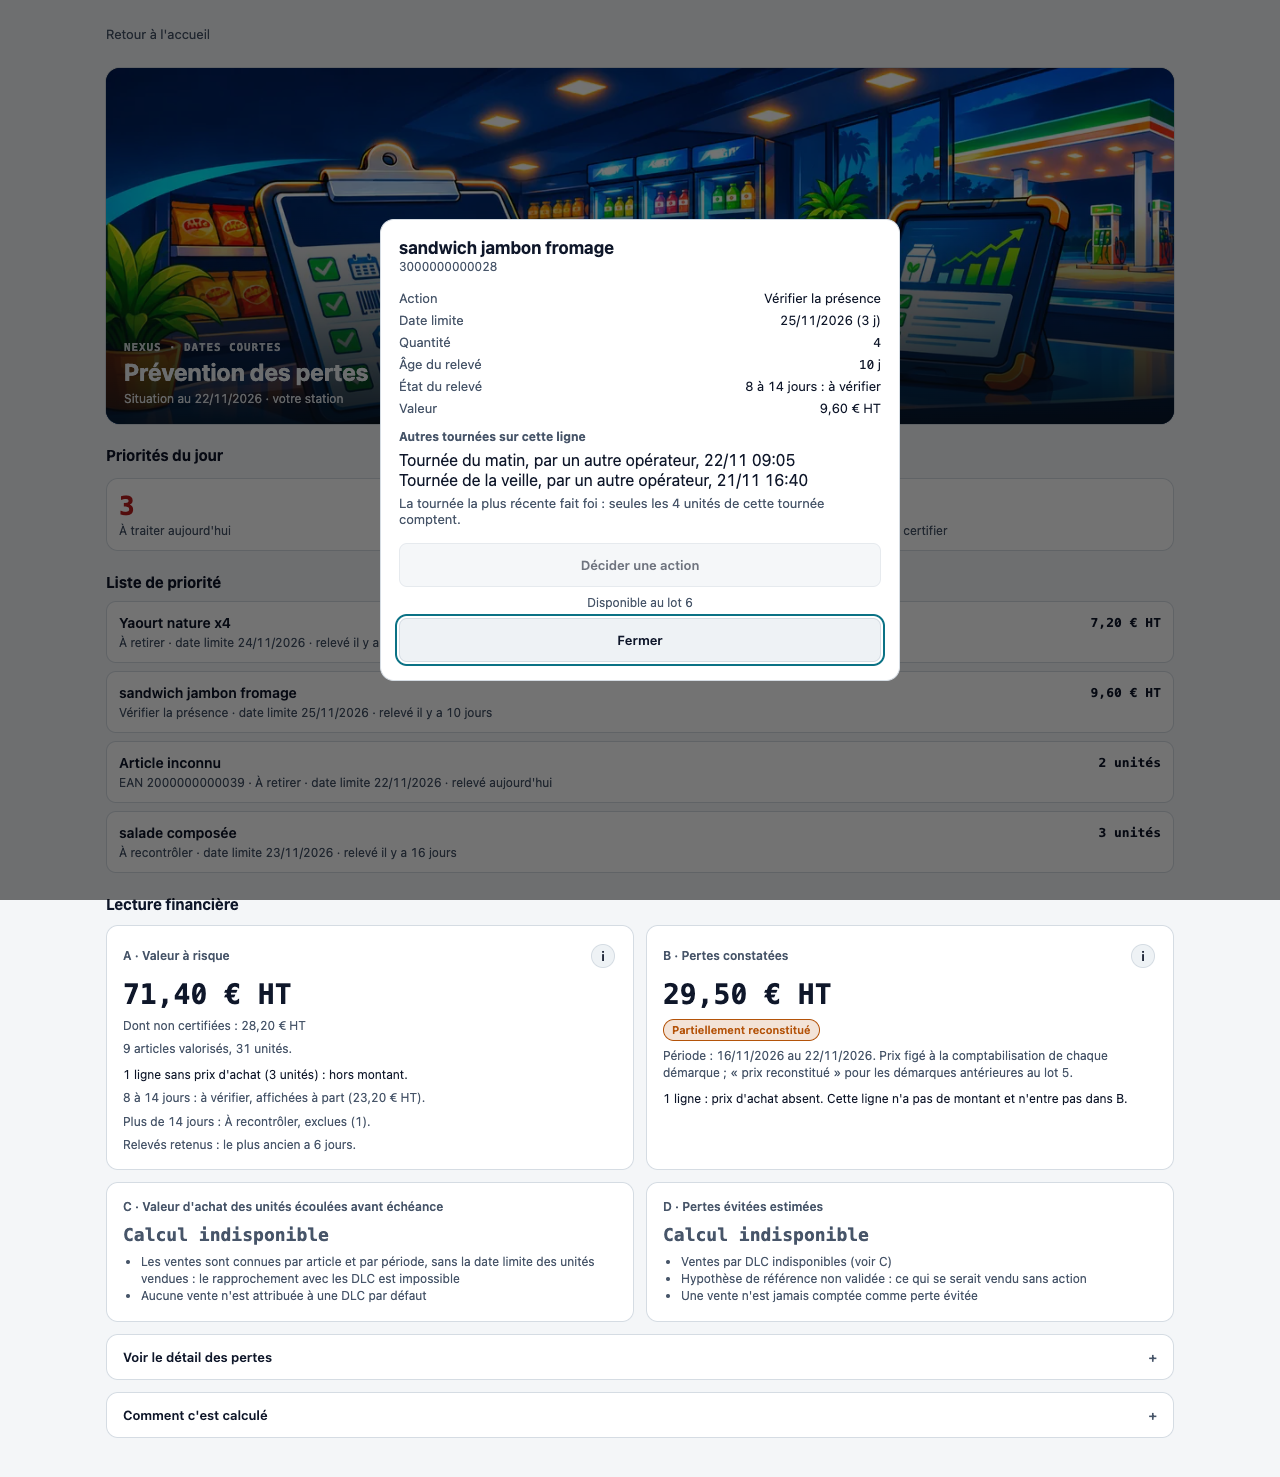 Retour à l'accueil
NEXUS · DATES COURTES
Prévention des pertes
Situation au 22/11/2026 · votre station
Priorités du jour
3
À traiter aujourd'hui
certifier
Liste de priorité
Yaourt nature x4
7,20 € HT
À retirer · date limite 24/11/2026 · relevé il y a
sandwich jambon fromage
9,60 € HT
Vérifier la présence · date limite 25/11/2026 · relevé il y a 10 jours
Article inconnu
2 unités
EAN 2000000000039 · À retirer · date limite 22/11/2026 · relevé aujourd'hui
salade composée
3 unités
À recontrôler · date limite 23/11/2026 · relevé il y a 16 jours
sandwich jambon fromage
3000000000028
Action Vérifier la présence
Date limite 25/11/2026 (3 j)
Quantité 4
Âge du relevé 10 j
État du relevé 8 à 14 jours : à vérifier
Valeur 9,60 € HT
Autres tournées sur cette ligne
Tournée du matin, par un autre opérateur, 22/11 09:05
Tournée de la veille, par un autre opérateur, 21/11 16:40
La tournée la plus récente fait foi : seules les 4 unités de cette tournée
comptent.
Décider une action
Disponible au lot 6
Fermer
Lecture financière
A · Valeur à risque
i
71,40 € HT
Dont non certifiées : 28,20 € HT
9 articles valorisés, 31 unités.
1 ligne sans prix d'achat (3 unités) : hors montant.
8 à 14 jours : à vérifier, affichées à part (23,20 € HT).
Plus de 14 jours : À recontrôler, exclues (1).
Relevés retenus : le plus ancien a 6 jours.
B · Pertes constatées
i
29,50 € HT
Partiellement reconstitué
Période : 16/11/2026 au 22/11/2026. Prix figé à la comptabilisation de chaque
démarque ; « prix reconstitué » pour les démarques antérieures au lot 5.
1 ligne : prix d'achat absent. Cette ligne n'a pas de montant et n'entre pas dans B.
C · Valeur d'achat des unités écoulées avant échéance
Calcul indisponible
• Les ventes sont connues par article et par période, sans la date limite des unités
vendues : le rapprochement avec les DLC est impossible
• Aucune vente n'est attribuée à une DLC par défaut
D · Pertes évitées estimées
Calcul indisponible
• Ventes par DLC indisponibles (voir C)
• Hypothèse de référence non validée : ce qui se serait vendu sans action
• Une vente n'est jamais comptée comme perte évitée
Voir le détail des pertes +
Comment c'est calculé +